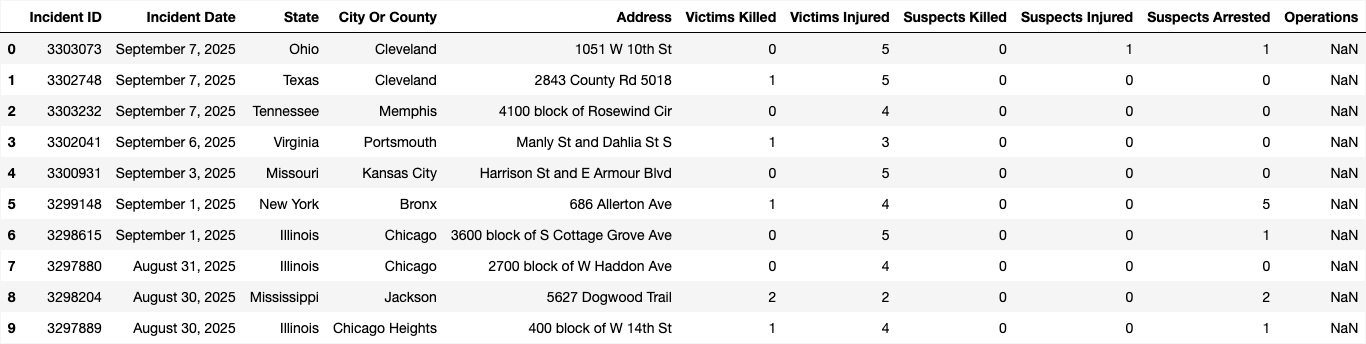 Incident ID Incident Date State City Or County Address Victims Killed Victims Injured Suspects Killed Suspects Injured Suspects Arrested Operations
0 3303073 September 7, 2025 Ohio Cleveland 1051 W 10th St 0 5 0 1 1 NaN
1 3302748 September 7, 2025 Texas Cleveland 2843 County Rd 5018 1 5 0 0 0 NaN
2 3303232 September 7, 2025 Tennessee Memphis 4100 block of Rosewind Cir 0 4 0 0 0 NaN
3 3302041 September 6, 2025 Virginia Portsmouth Manly St and Dahlia St S 1 3 0 0 0 NaN
4 3300931 September 3, 2025 Missouri Kansas City Harrison St and E Armour Blvd 0 5 0 0 0 NaN
5 3299148 September 1, 2025 New York Bronx 686 Allerton Ave 1 4 0 0 5 NaN
6 3298615 September 1, 2025 Illinois Chicago 3600 block of S Cottage Grove Ave 0 5 0 0 1 NaN
7 3297880 August 31, 2025 Illinois Chicago 2700 block of W Haddon Ave 0 4 0 0 0 NaN
8 3298204 August 30, 2025 Mississippi Jackson 5627 Dogwood Trail 2 2 0 0 2 NaN
9 3297889 August 30, 2025 Illinois Chicago Heights 400 block of W 14th St 1 4 0 0 1 NaN